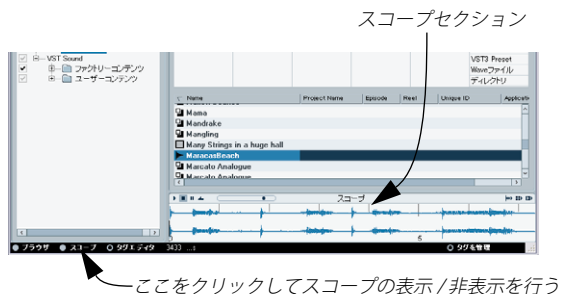 スコープセクション
VST Sound
ファクトリーコンテンツ
ユーザーコンテンツ
VST3 Preset
Waveファイル
ディレクトリ
Name Project Name Episode Reel Unique ID Applicati
Mama
Mandrake
Mangling
Many Strings in a huge hall
MaracasBeach
Marcato Analogue
Marcato Analogue
スコープ
5
ブラウザ スコープ タグエディタ 3433 タグを管理
ここをクリックしてスコープの表示/非表示を行う